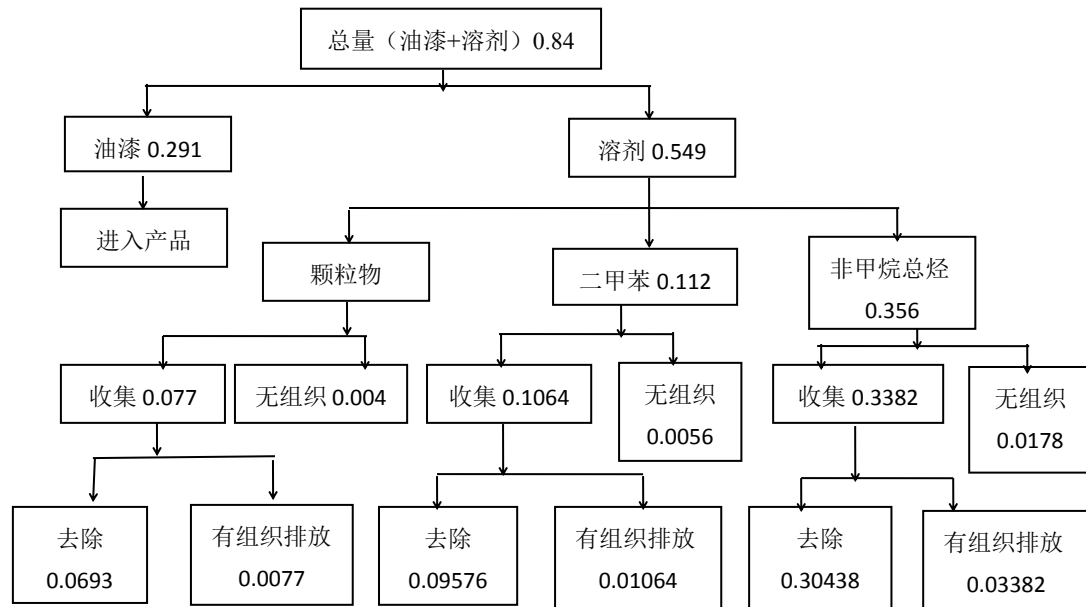 总量（油漆+溶剂）0.84
油漆 0.291
溶剂 0.549
进入产品
颗粒物
二甲苯 0.112
非甲烷总烃
0.356
收集 0.077
无组织 0.004
收集 0.1064
无组织
0.0056
收集 0.3382
无组织
0.0178
去除
0.0693
有组织排放
0.0077
去除
0.09576
有组织排放
0.01064
去除
0.30438
有组织排放
0.03382